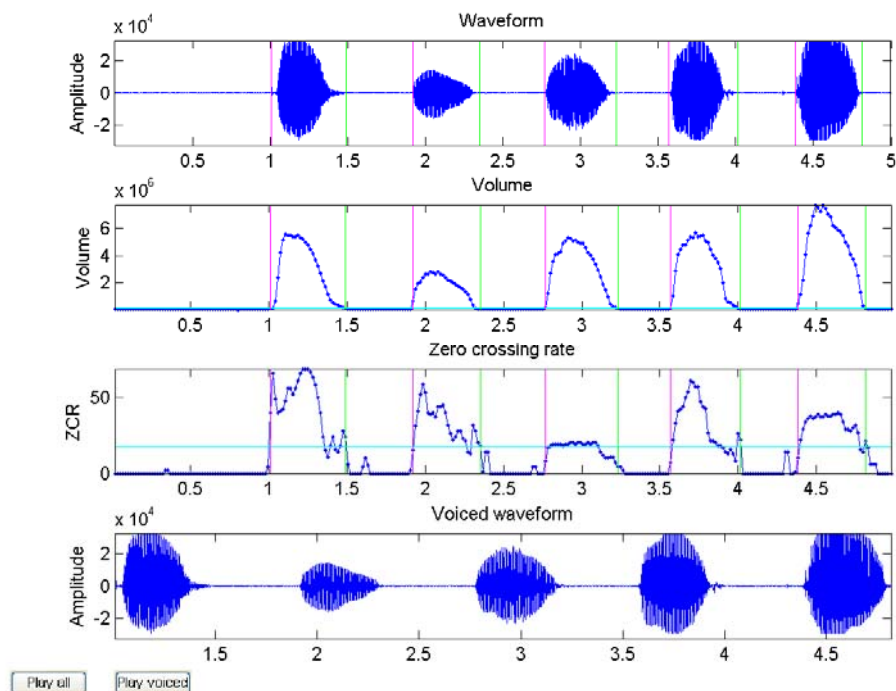 Waveform
x 10^4
Amplitude
2
0
-2
0.5 1 1.5 2 2.5 3 3.5 4 4.5 5
Volume
x 10^6
Volume
6
4
2
0.5 1 1.5 2 2.5 3 3.5 4 4.5
Zero crossing rate
ZCR
50
0
0.5 1 1.5 2 2.5 3 3.5 4 4.5
Voiced waveform
x 10^4
Amplitude
2
0
-2
1.5 2 2.5 3 3.5 4 4.5
Play all Play voiced